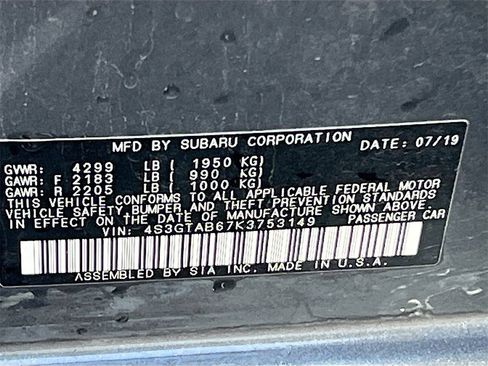 MFD BY SUBARU CORPORATION DATE: 07/19
GVWR: 4299 LB ( 1950 KG)
GAWR: F 2183 LB ( 990 KG)
GAWR: R 2205 LB ( 1000 KG)
THIS VEHICLE CONFORMS TO ALL APPLICABLE FEDERAL MOTOR
VEHICLE SAFETY, BUMPER, AND THEFT PREVENTION STANDARDS
IN EFFECT ON THE DATE OF MANUFACTURE SHOWN ABOVE.
VIN: 4S3GTAB67K3753149 PASSENGER CAR
ASSEMBLED BY SIA INC. MADE IN U.S.A.